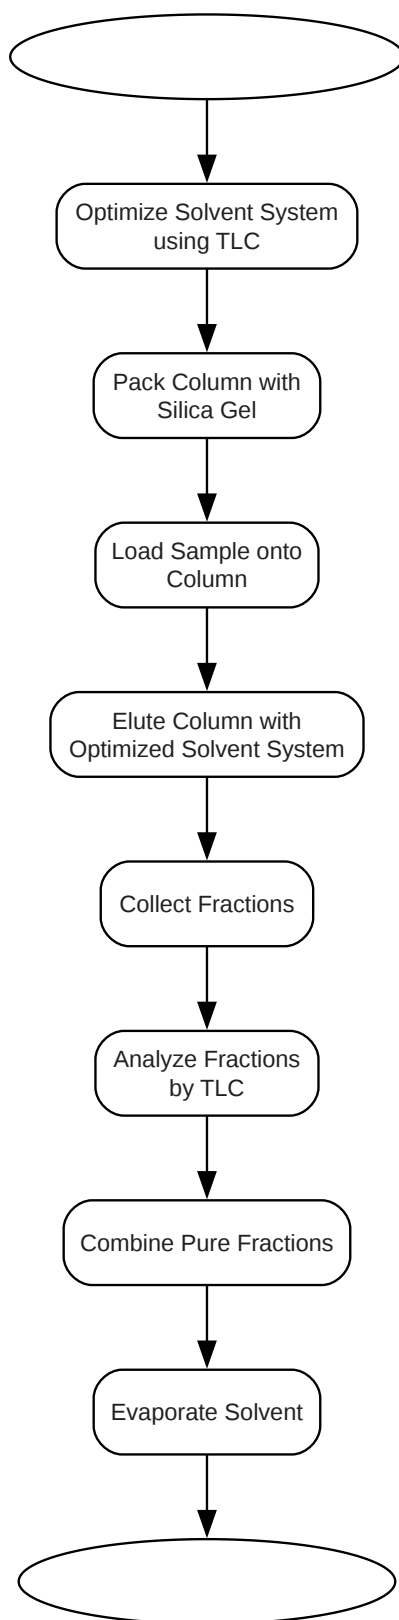 Optimize Solvent System
using TLC
Pack Column with
Silica Gel
Load Sample onto
Column
Elute Column with
Optimized Solvent System
Collect Fractions
Analyze Fractions
by TLC
Combine Pure Fractions
Evaporate Solvent